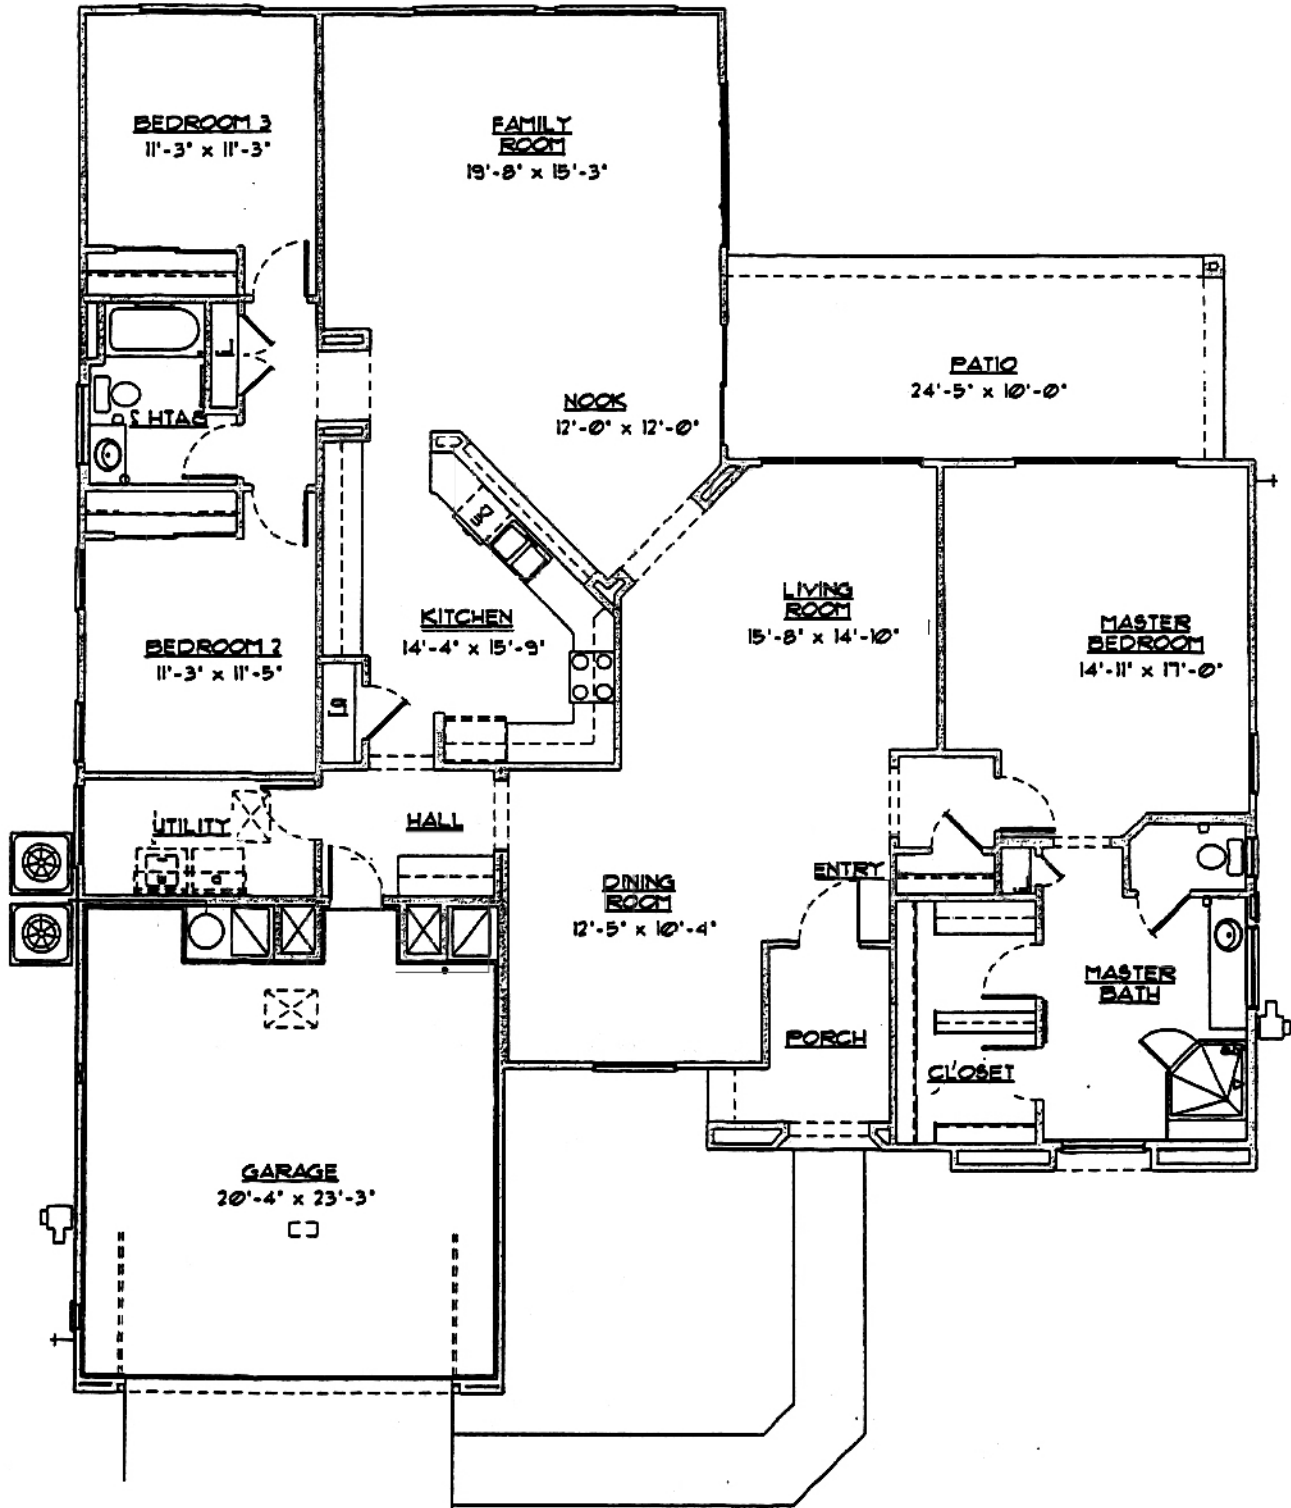 BEDROOM 3
11'-3" x 11'-3"
FAMILY
ROOM
19'-8" x 15'-3"
PATIO
24'-5" x 10'-0"
NOOK
12'-0" x 12'-0"
L
BATH 2
DW
LIVING
ROOM
15'-8" x 14'-10"
KITCHEN
14'-4" x 15'-9"
MASTER
BEDROOM
14'-11" x 17'-0"
BEDROOM 2
11'-3" x 11'-5"
P
UTILITY
HALL
W
D
ENTRY
DINING
ROOM
12'-5" x 10'-4"
MASTER
BATH
PORCH
CLOSET
GARAGE
20'-4" x 23'-3"